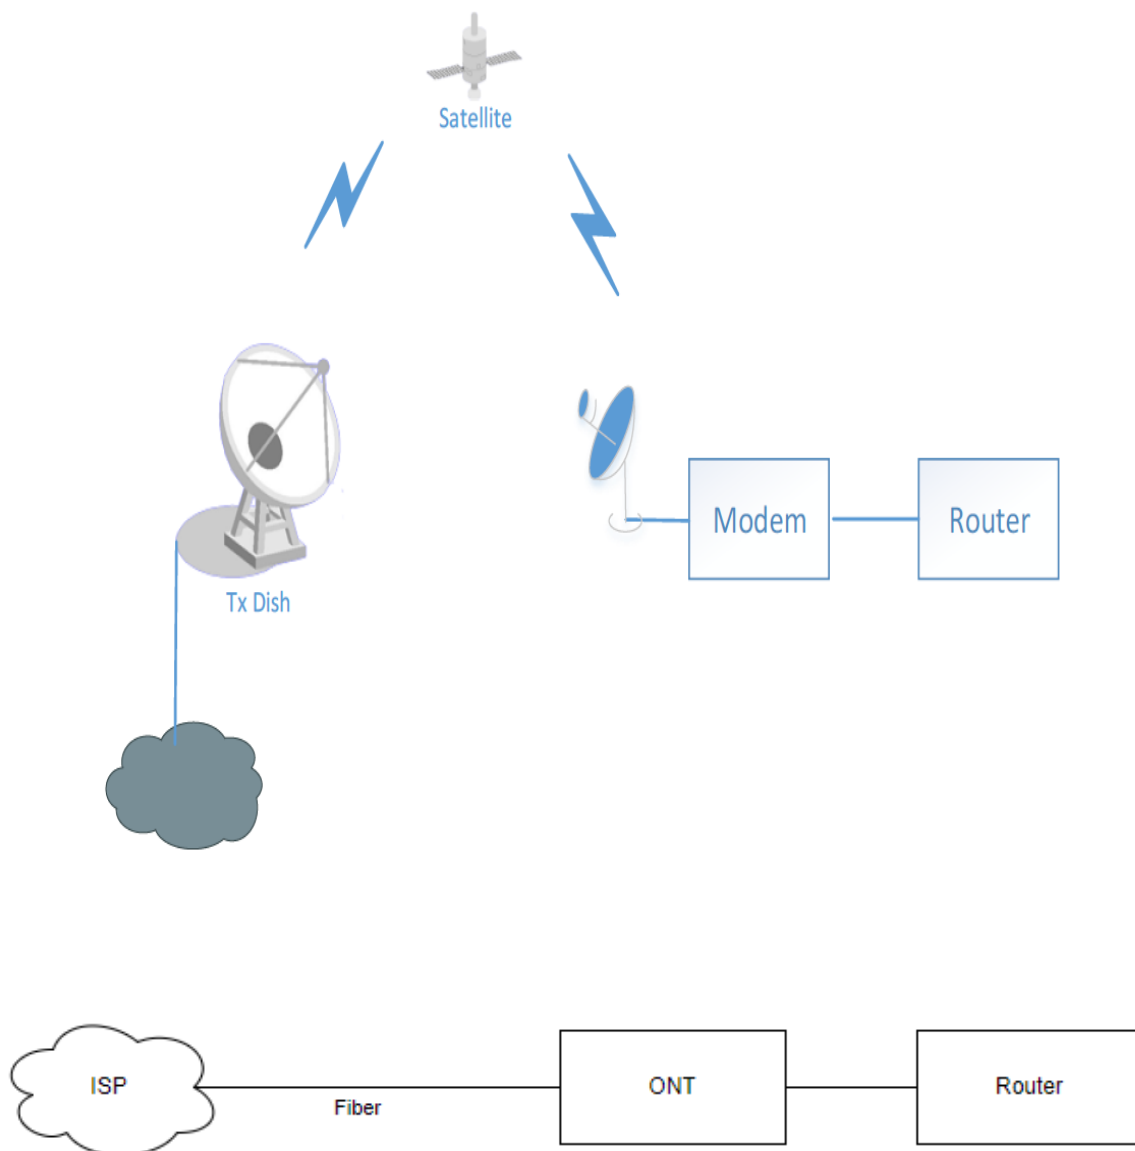 Satellite
Modem
Router
Tx Dish
ISP
Fiber
ONT
Router